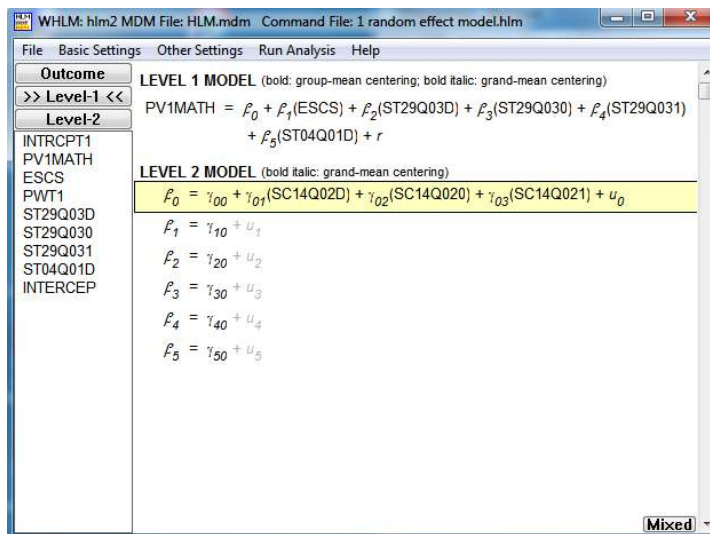 WHLM: hlm2 MDM File: HLM.mdm Command File: 1 random effect model.hlm
File Basic Settings Other Settings Run Analysis Help
Outcome
>> Level-1 <<
Level-2
INTRCPT1
PV1MATH
ESCS
PWT1
ST29Q03D
ST29Q030
ST29Q031
ST04Q01D
INTERCEP
LEVEL 1 MODEL (bold: group-mean centering; bold italic: grand-mean centering)
PV1MATH = β0 + β1(ESCS) + β2(ST29Q03D) + β3(ST29Q030) + β4(ST29Q031)
+ β5(ST04Q01D) + r
LEVEL 2 MODEL (bold italic: grand-mean centering)
β0 = γ00 + γ01(SC14Q02D) + γ02(SC14Q020) + γ03(SC14Q021) + u0
β1 = γ10 + u1
β2 = γ20 + u2
β3 = γ30 + u3
β4 = γ40 + u4
β5 = γ50 + u5
Mixed